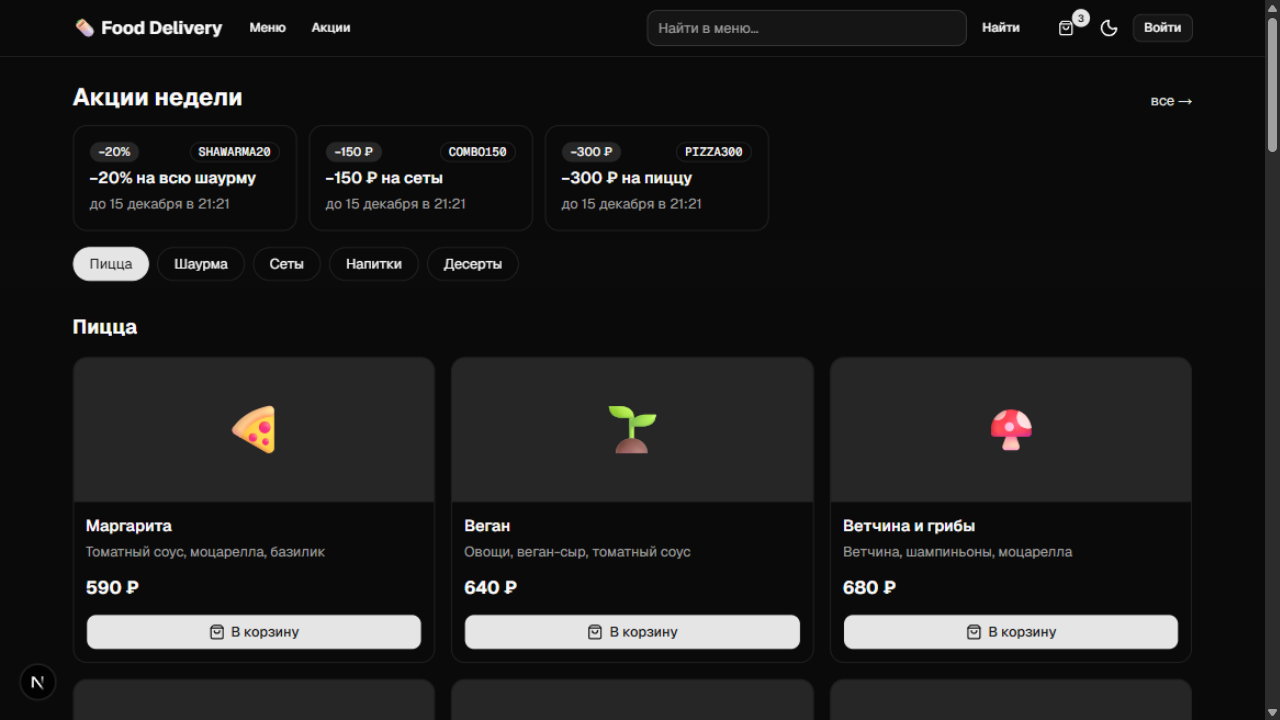 Food Delivery Меню Акции Найти в меню... Найти 3 Войти
Акции недели все →
−20% SHAWARMA20
−20% на всю шаурму
до 15 декабря в 21:21
−150 ₽ COMBO150
−150 ₽ на сеты
до 15 декабря в 21:21
−300 ₽ PIZZA300
−300 ₽ на пиццу
до 15 декабря в 21:21
Пицца Шаурма Сеты Напитки Десерты
Пицца
Маргарита
Томатный соус, моцарелла, базилик
590 ₽
В корзину
Веган
Овощи, веган-сыр, томатный соус
640 ₽
В корзину
Ветчина и грибы
Ветчина, шампиньоны, моцарелла
680 ₽
В корзину
N